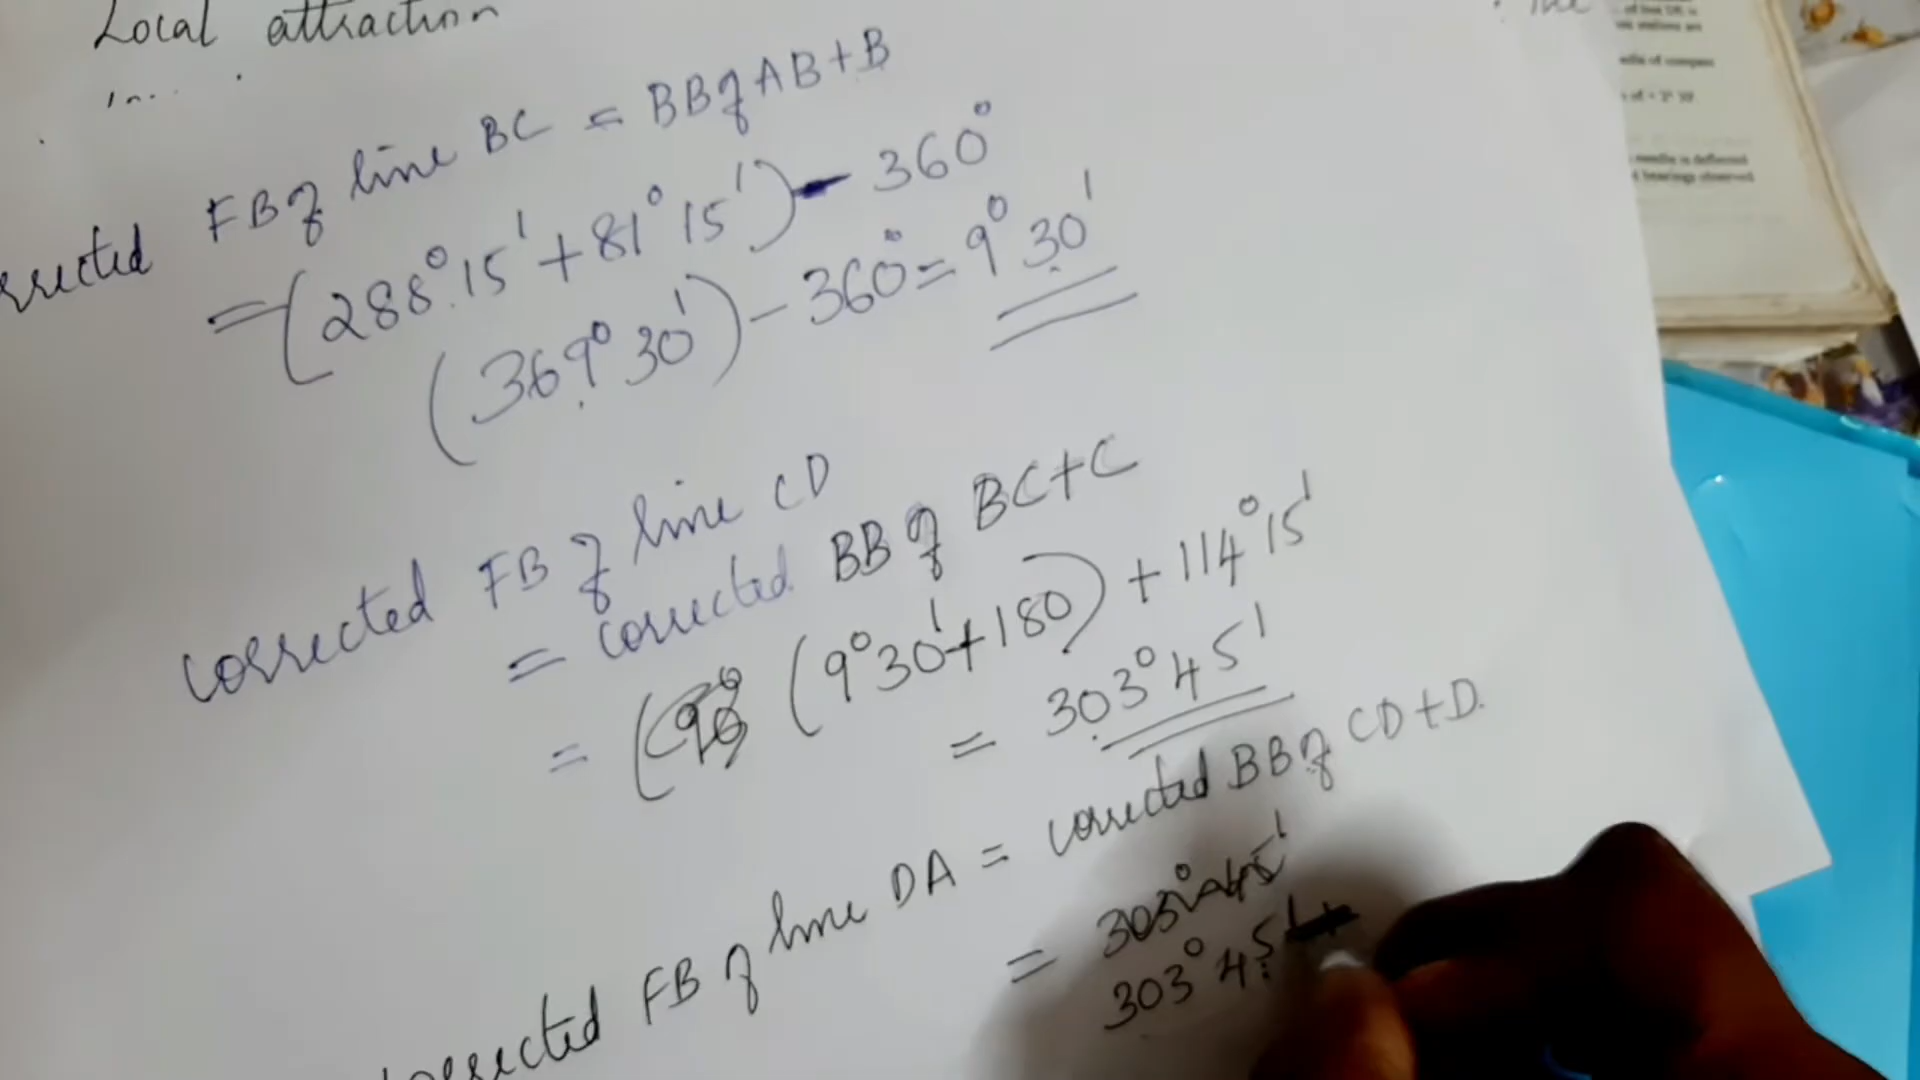 Local attraction
FB of line BC = BB of AB + B
= (288°15' + 81°15') - 360°
(369°30') - 360° = 9°30'
corrected FB of line CD
= corrected BB of BC + C
= (9°30' + 180) + 114°15'
= 303°45'
FB of line DA = corrected BB of CD + D.
= 303°45'
303°45